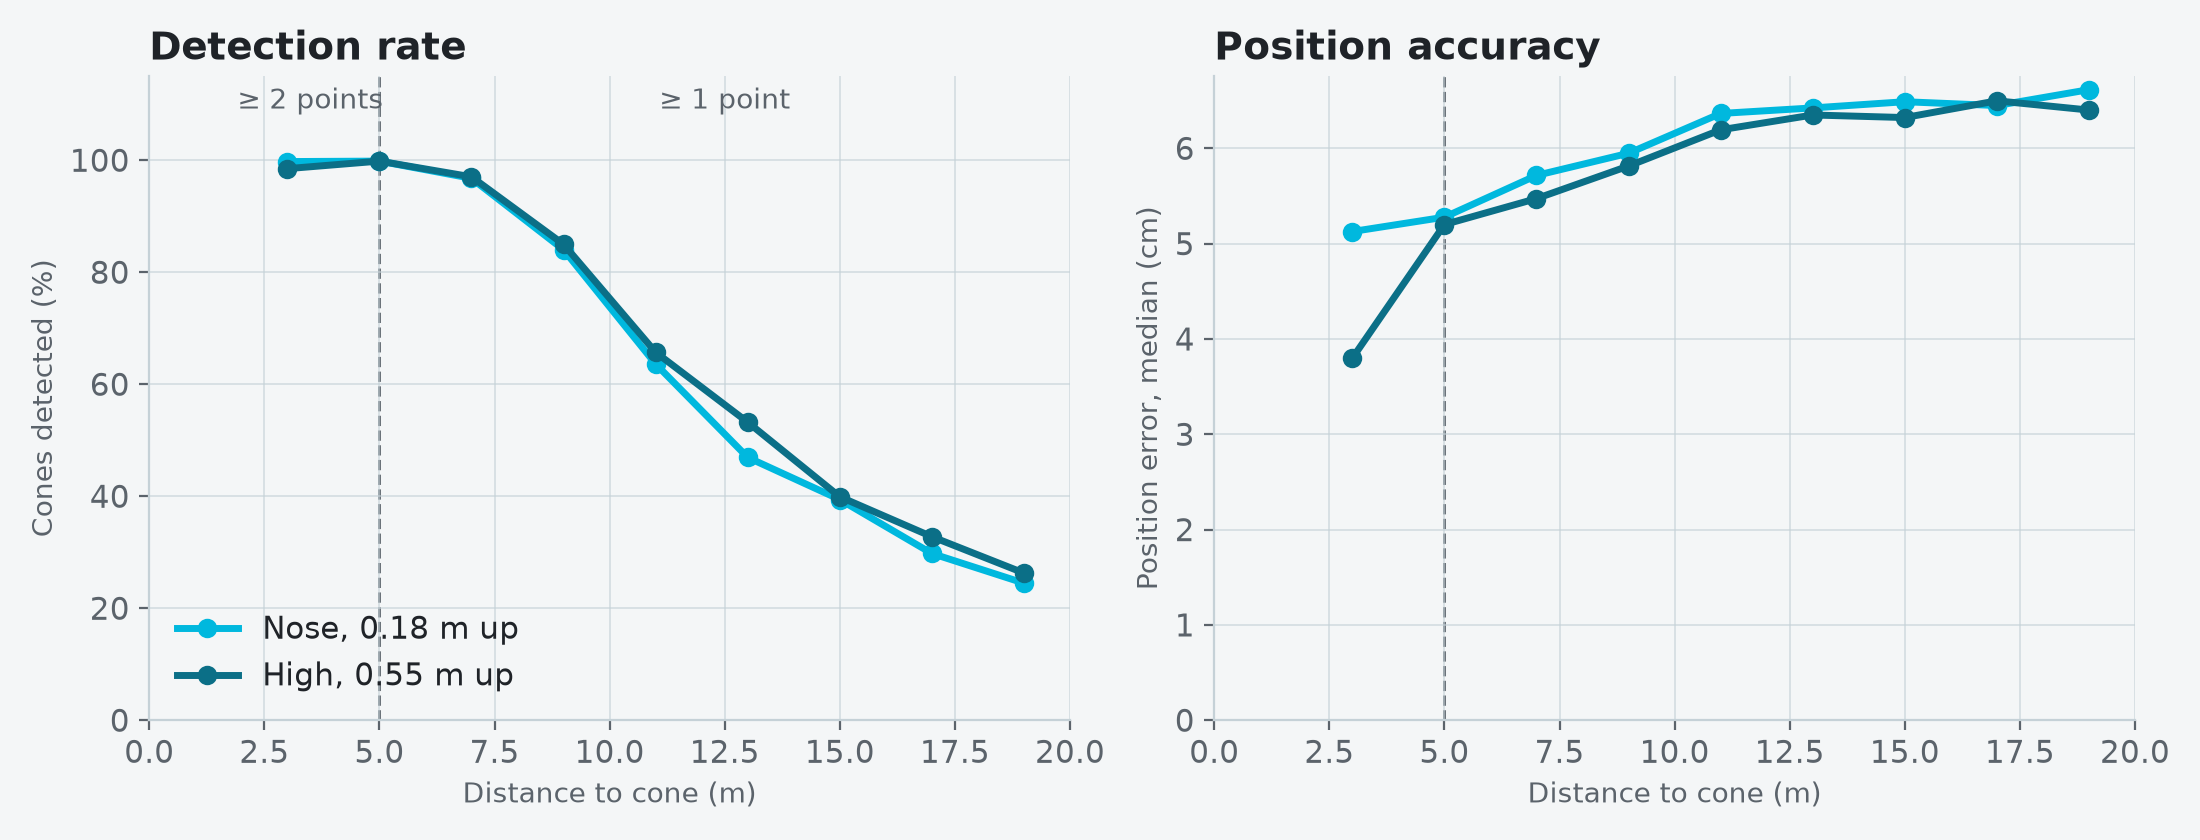 Detection rate
≥ 2 points
≥ 1 point
Cones detected (%)
100
80
60
40
20
0
Nose, 0.18 m up
High, 0.55 m up
0.0 2.5 5.0 7.5 10.0 12.5 15.0 17.5 20.0
Distance to cone (m)
Position accuracy
Position error, median (cm)
6
5
4
3
2
1
0
0.0 2.5 5.0 7.5 10.0 12.5 15.0 17.5 20.0
Distance to cone (m)